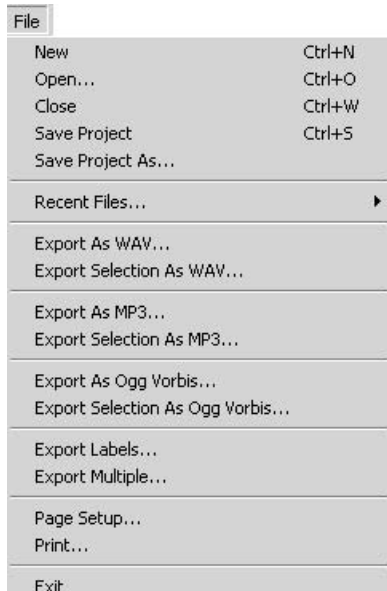 File
New Ctrl+N
Open... Ctrl+O
Close Ctrl+W
Save Project Ctrl+S
Save Project As...
Recent Files...
Export As WAV...
Export Selection As WAV...
Export As MP3...
Export Selection As MP3...
Export As Ogg Vorbis...
Export Selection As Ogg Vorbis...
Export Labels...
Export Multiple...
Page Setup...
Print...
Exit